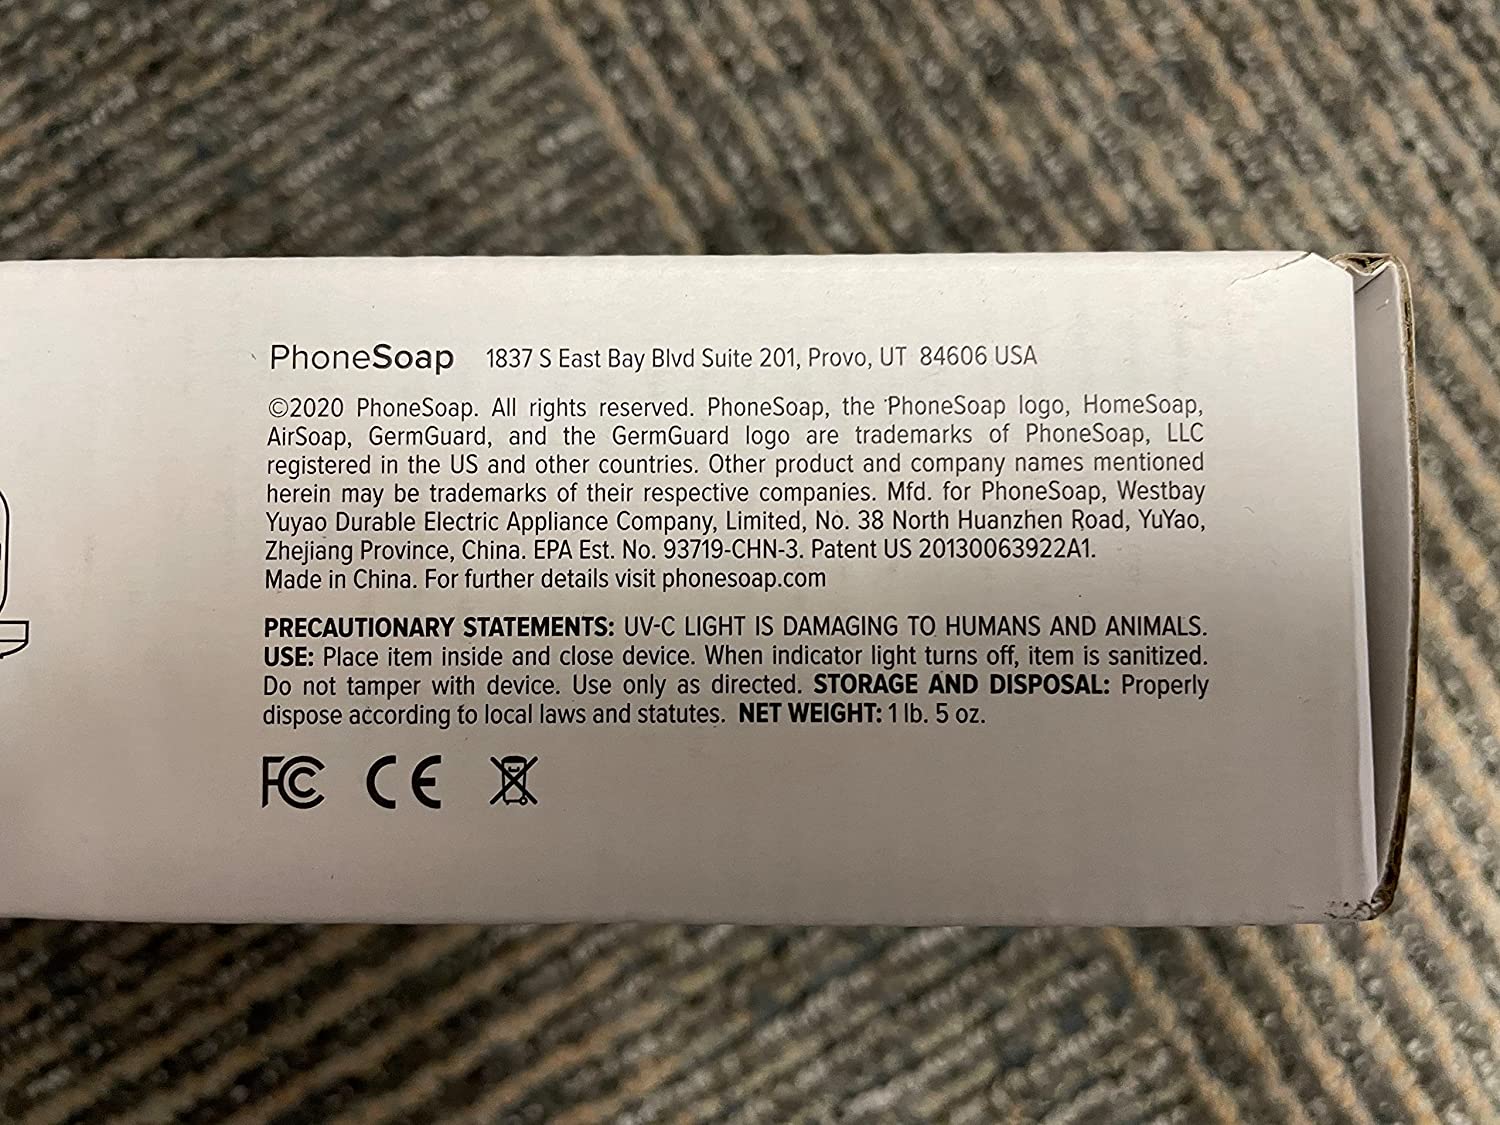 PhoneSoap 1837 S East Bay Blvd Suite 201, Provo, UT 84606 USA
©2020 PhoneSoap. All rights reserved. PhoneSoap, the PhoneSoap logo, HomeSoap,
AirSoap, GermGuard, and the GermGuard logo are trademarks of PhoneSoap, LLC
registered in the US and other countries. Other product and company names mentioned
herein may be trademarks of their respective companies. Mfd. for PhoneSoap, Westbay
Yuyao Durable Electric Appliance Company, Limited, No. 38 North Huanzhen Road, YuYao,
Zhejiang Province, China. EPA Est. No. 93719-CHN-3. Patent US 20130063922A1.
Made in China. For further details visit phonesoap.com
PRECAUTIONARY STATEMENTS: UV-C LIGHT IS DAMAGING TO HUMANS AND ANIMALS.
USE: Place item inside and close device. When indicator light turns off, item is sanitized.
Do not tamper with device. Use only as directed. STORAGE AND DISPOSAL: Properly
dispose according to local laws and statutes. NET WEIGHT: 1 lb. 5 oz.
FC CE